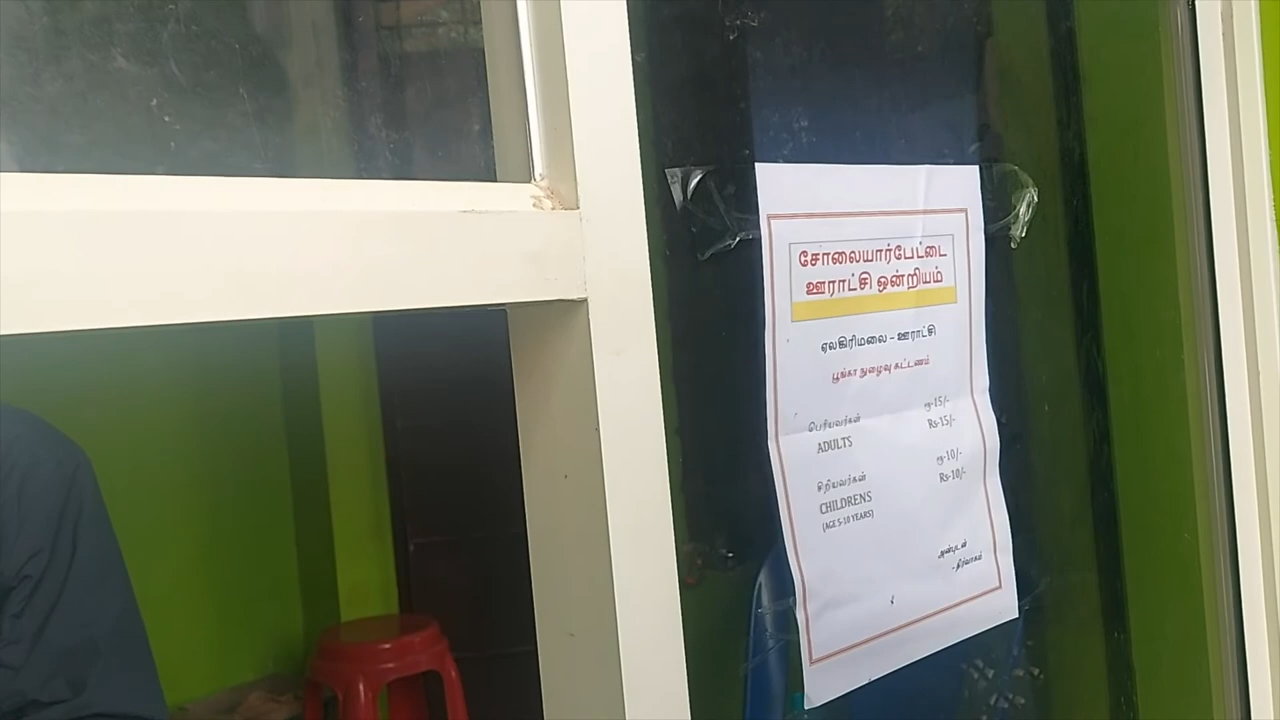 சோலையார்பேட்டை
ஊராட்சி ஒன்றியம்
ஏலகிரிமலை – ஊராட்சி
பூங்கா நுழைவு கட்டணம்
பெரியவர்கள் ரூ-15/-
ADULTS Rs-15/-
சிறியவர்கள் ரூ-10/-
CHILDRENS Rs-10/-
(AGE 5-10 YEARS)
அன்புடன்
- நிர்வாகம்